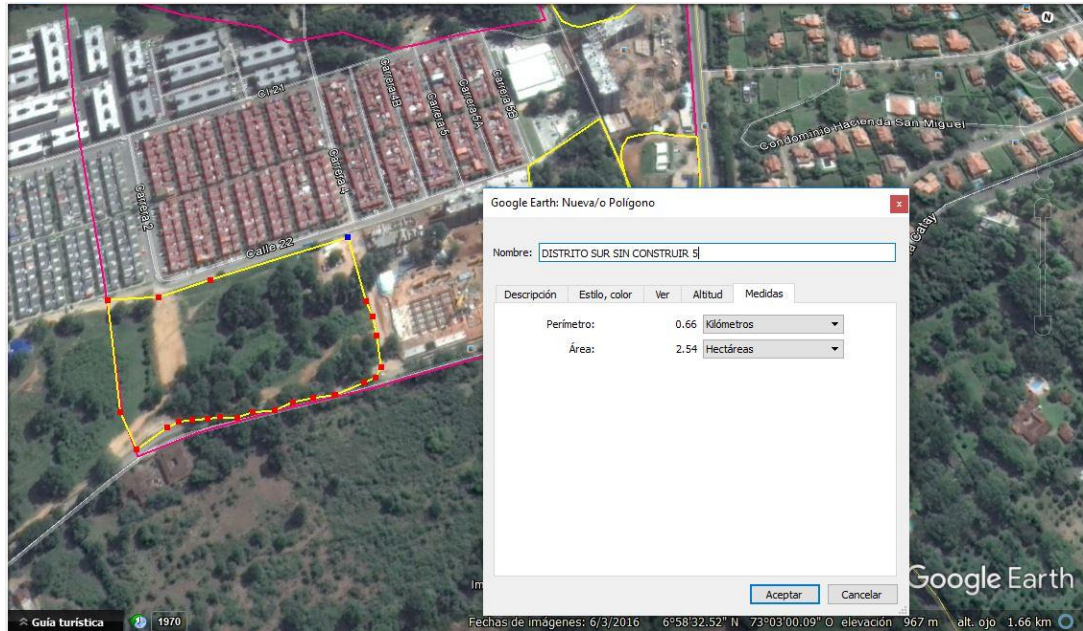 N
Cl 21
Carrera 4B
Carrera 5
Carrera 5A
Carrera 5B
Carrera 4
Carrera 2
Calle 22
Condominio Hacienda San Miguel
Catay
Google Earth: Nueva/o Polígono
x
Nombre: DISTRITO SUR SIN CONSTRUIR 5
Descripción Estilo, color Ver Altitud Medidas
Perímetro: 0.66 Kilómetros
Área: 2.54 Hectáreas
Aceptar Cancelar
Im
Google Earth
Guía turística 1970
Fechas de imágenes: 6/3/2016 6°58'32.52" N 73°03'00.09" O elevación 967 m alt. ojo 1.66 km